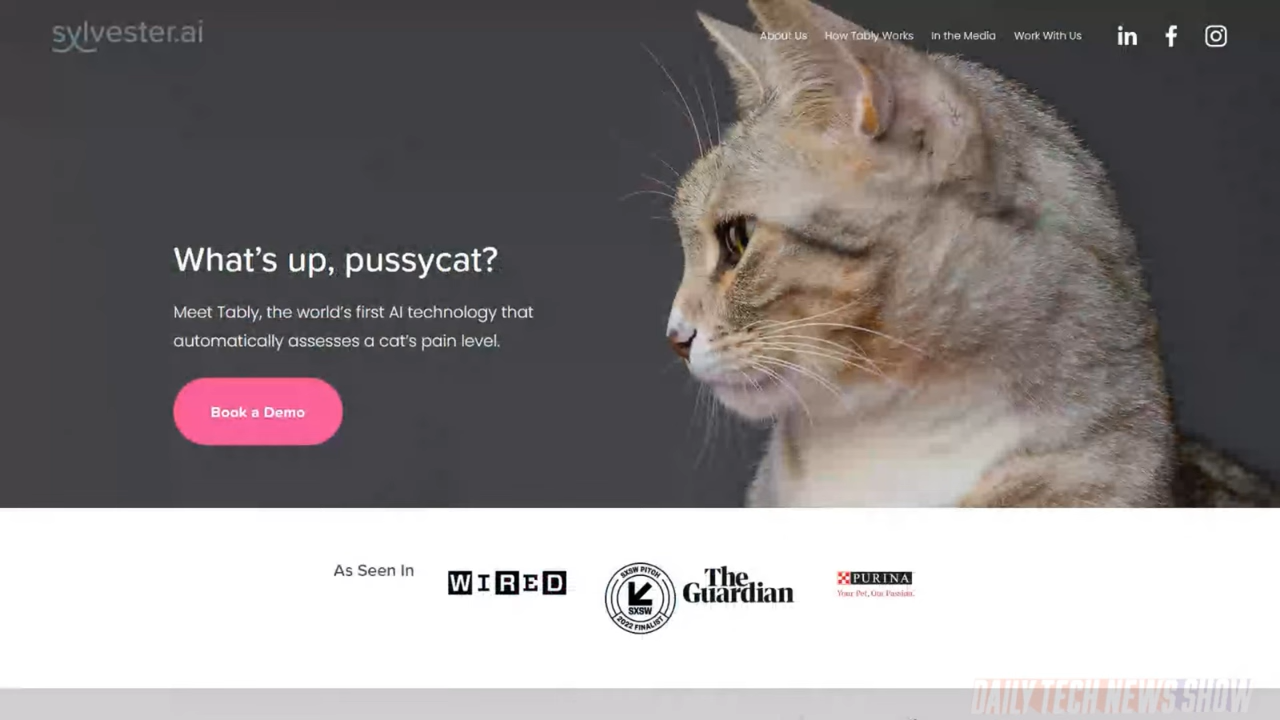 sylvester.ai
About Us How Tably Works In the Media Work With Us
What's up, pussycat?
Meet Tably, the world's first AI technology that
automatically assesses a cat's pain level.
Book a Demo
As Seen In
WIRED
SXSW PITCH
SXSW
2022 FINALIST
The
Guardian
PURINA
Your Pet, Our Passion.
DAILY TECH NEWS SHOW